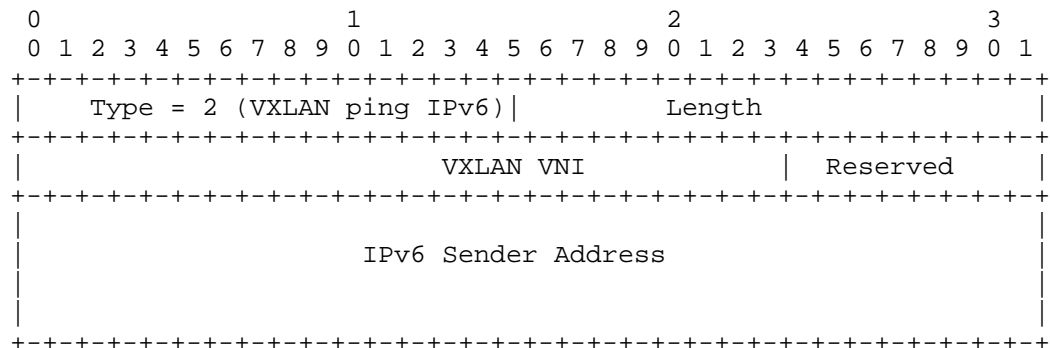 0                   1                   2                   3
 0 1 2 3 4 5 6 7 8 9 0 1 2 3 4 5 6 7 8 9 0 1 2 3 4 5 6 7 8 9 0 1
+-+-+-+-+-+-+-+-+-+-+-+-+-+-+-+-+-+-+-+-+-+-+-+-+-+-+-+-+-+-+-+-+
|    Type = 2 (VXLAN ping IPv6)|         Length                 |
+-+-+-+-+-+-+-+-+-+-+-+-+-+-+-+-+-+-+-+-+-+-+-+-+-+-+-+-+-+-+-+-+
|                          VXLAN VNI            |  Reserved     |
+-+-+-+-+-+-+-+-+-+-+-+-+-+-+-+-+-+-+-+-+-+-+-+-+-+-+-+-+-+-+-+-+
|                                                               |
|                     IPv6 Sender Address                       |
|                                                               |
|                                                               |
+-+-+-+-+-+-+-+-+-+-+-+-+-+-+-+-+-+-+-+-+-+-+-+-+-+-+-+-+-+-+-+-+